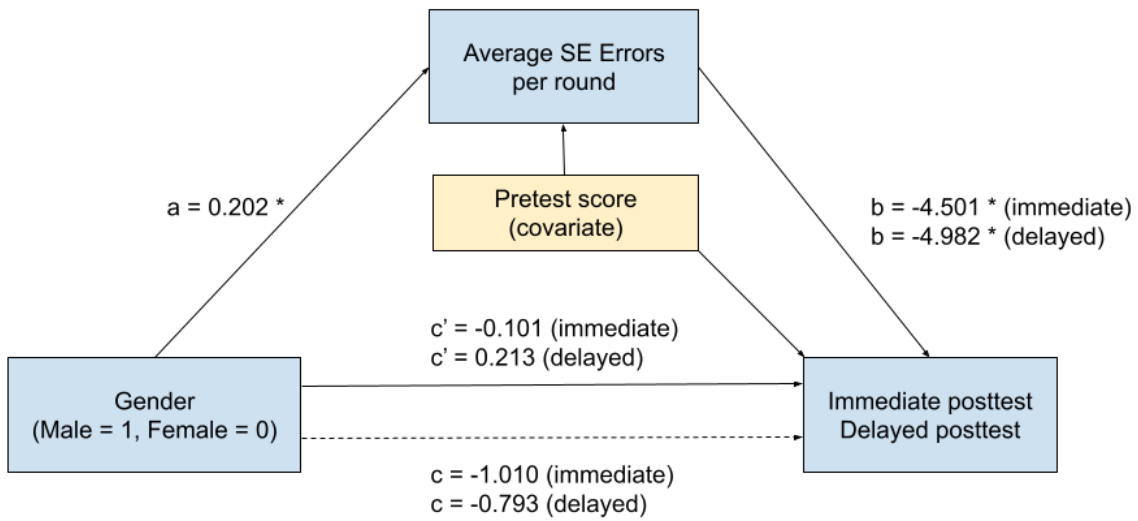 Average SE Errors
per round
Pretest score
(covariate)
a = 0.202 *
b = -4.501 * (immediate)
b = -4.982 * (delayed)
c' = -0.101 (immediate)
c' = 0.213 (delayed)
Gender
(Male = 1, Female = 0)
Immediate posttest
Delayed posttest
c = -1.010 (immediate)
c = -0.793 (delayed)